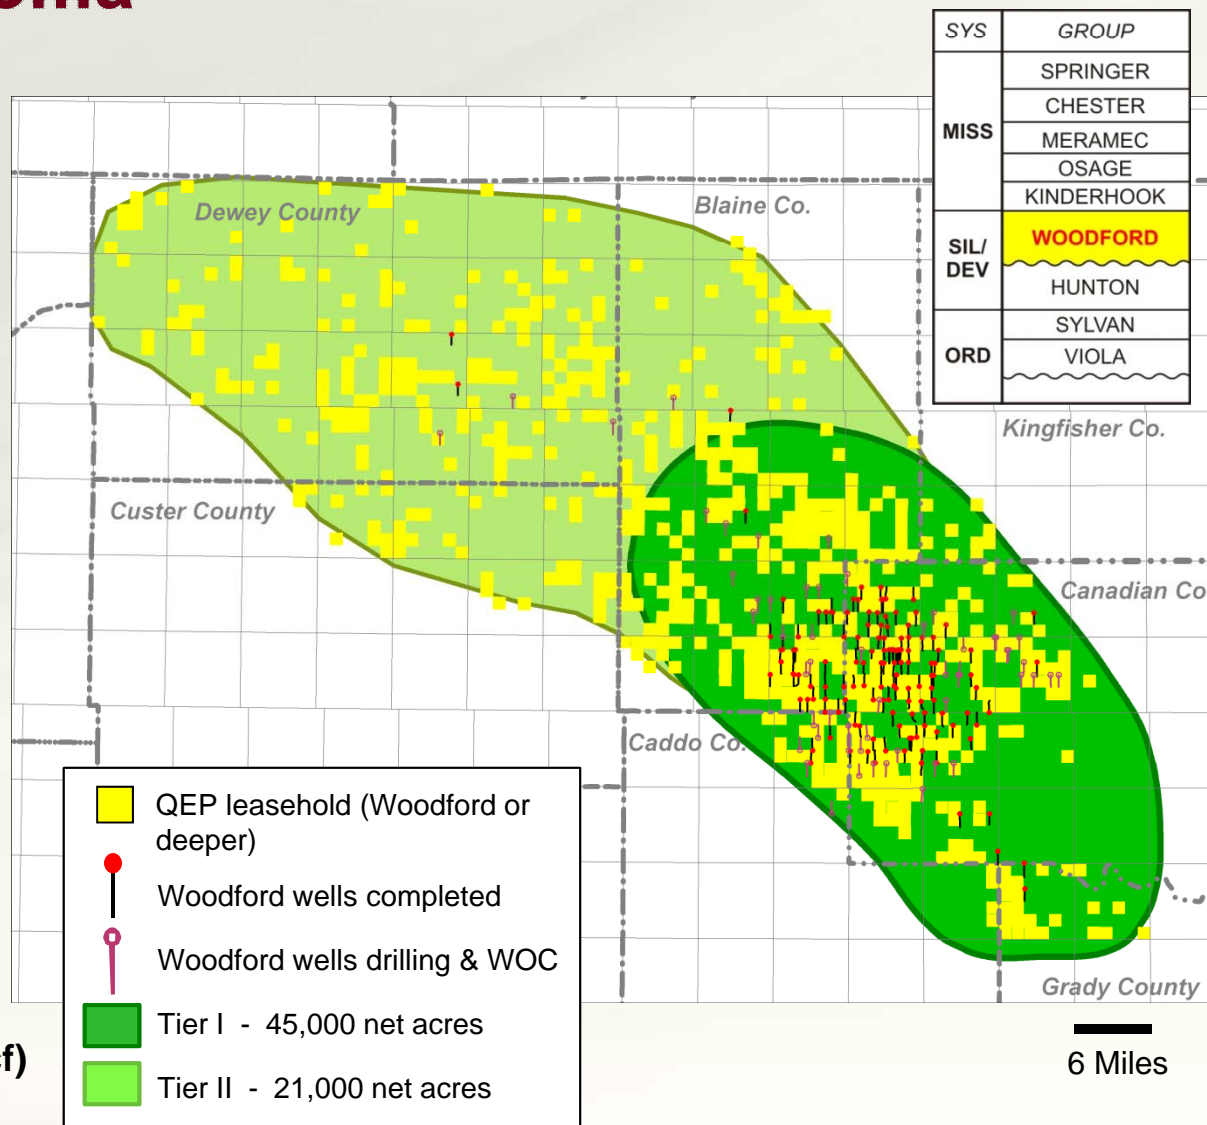 SYS GROUP
MISS
SPRINGER
CHESTER
MERAMEC
OSAGE
KINDERHOOK
SIL/
DEV
WOODFORD
HUNTON
ORD
SYLVAN
VIOLA
Dewey County
Blaine Co.
Kingfisher Co.
Custer County
Canadian Co
Caddo Co.
Grady County
QEP leasehold (Woodford or
deeper)
Woodford wells completed
Woodford wells drilling & WOC
Tier I - 45,000 net acres
Tier II - 21,000 net acres
6 Miles